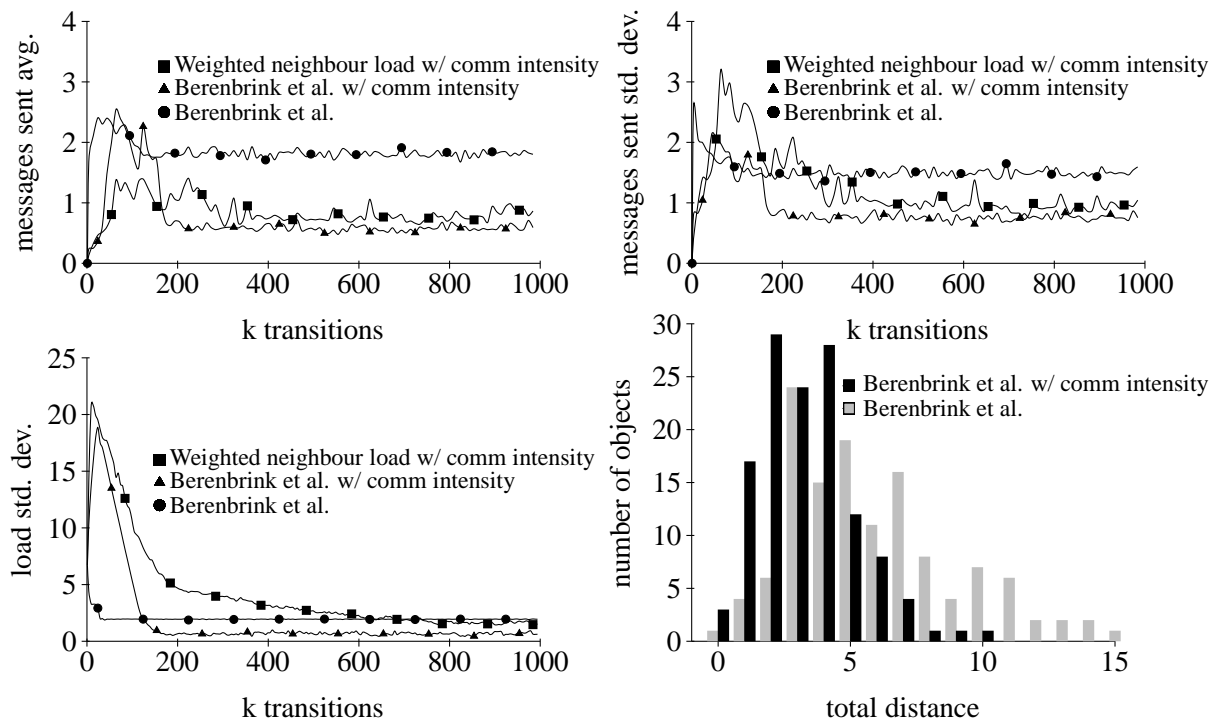 messages sent avg.
4
3
2
1
0
Weighted neighbour load w/ comm intensity
Berenbrink et al. w/ comm intensity
Berenbrink et al.
0 200 400 600 800 1000
k transitions
messages sent std. dev.
4
3
2
1
0
Weighted neighbour load w/ comm intensity
Berenbrink et al. w/ comm intensity
Berenbrink et al.
0 200 400 600 800 1000
k transitions
load std. dev.
25
20
15
10
5
0
Weighted neighbour load w/ comm intensity
Berenbrink et al. w/ comm intensity
Berenbrink et al.
0 200 400 600 800 1000
k transitions
number of objects
30
25
20
15
10
5
0
Berenbrink et al. w/ comm intensity
Berenbrink et al.
0 5 10 15
total distance